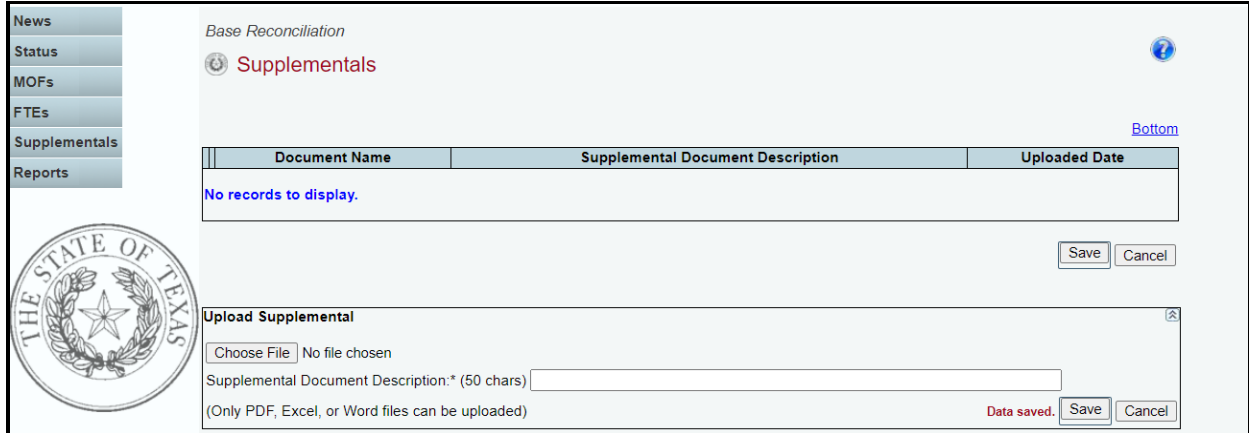 News
Status
MOFs
FTEs
Supplementals
Reports
THE STATE OF TEXAS
Base Reconciliation
Supplementals
?
Bottom
Document Name Supplemental Document Description Uploaded Date
No records to display.
Save Cancel
Upload Supplemental
Choose File No file chosen
Supplemental Document Description:* (50 chars)
(Only PDF, Excel, or Word files can be uploaded) Data saved. Save Cancel